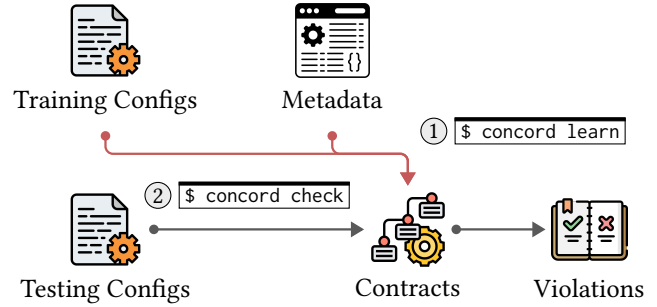 Training Configs
Metadata
1 $ concord learn
2 $ concord check
Testing Configs
Contracts
Violations